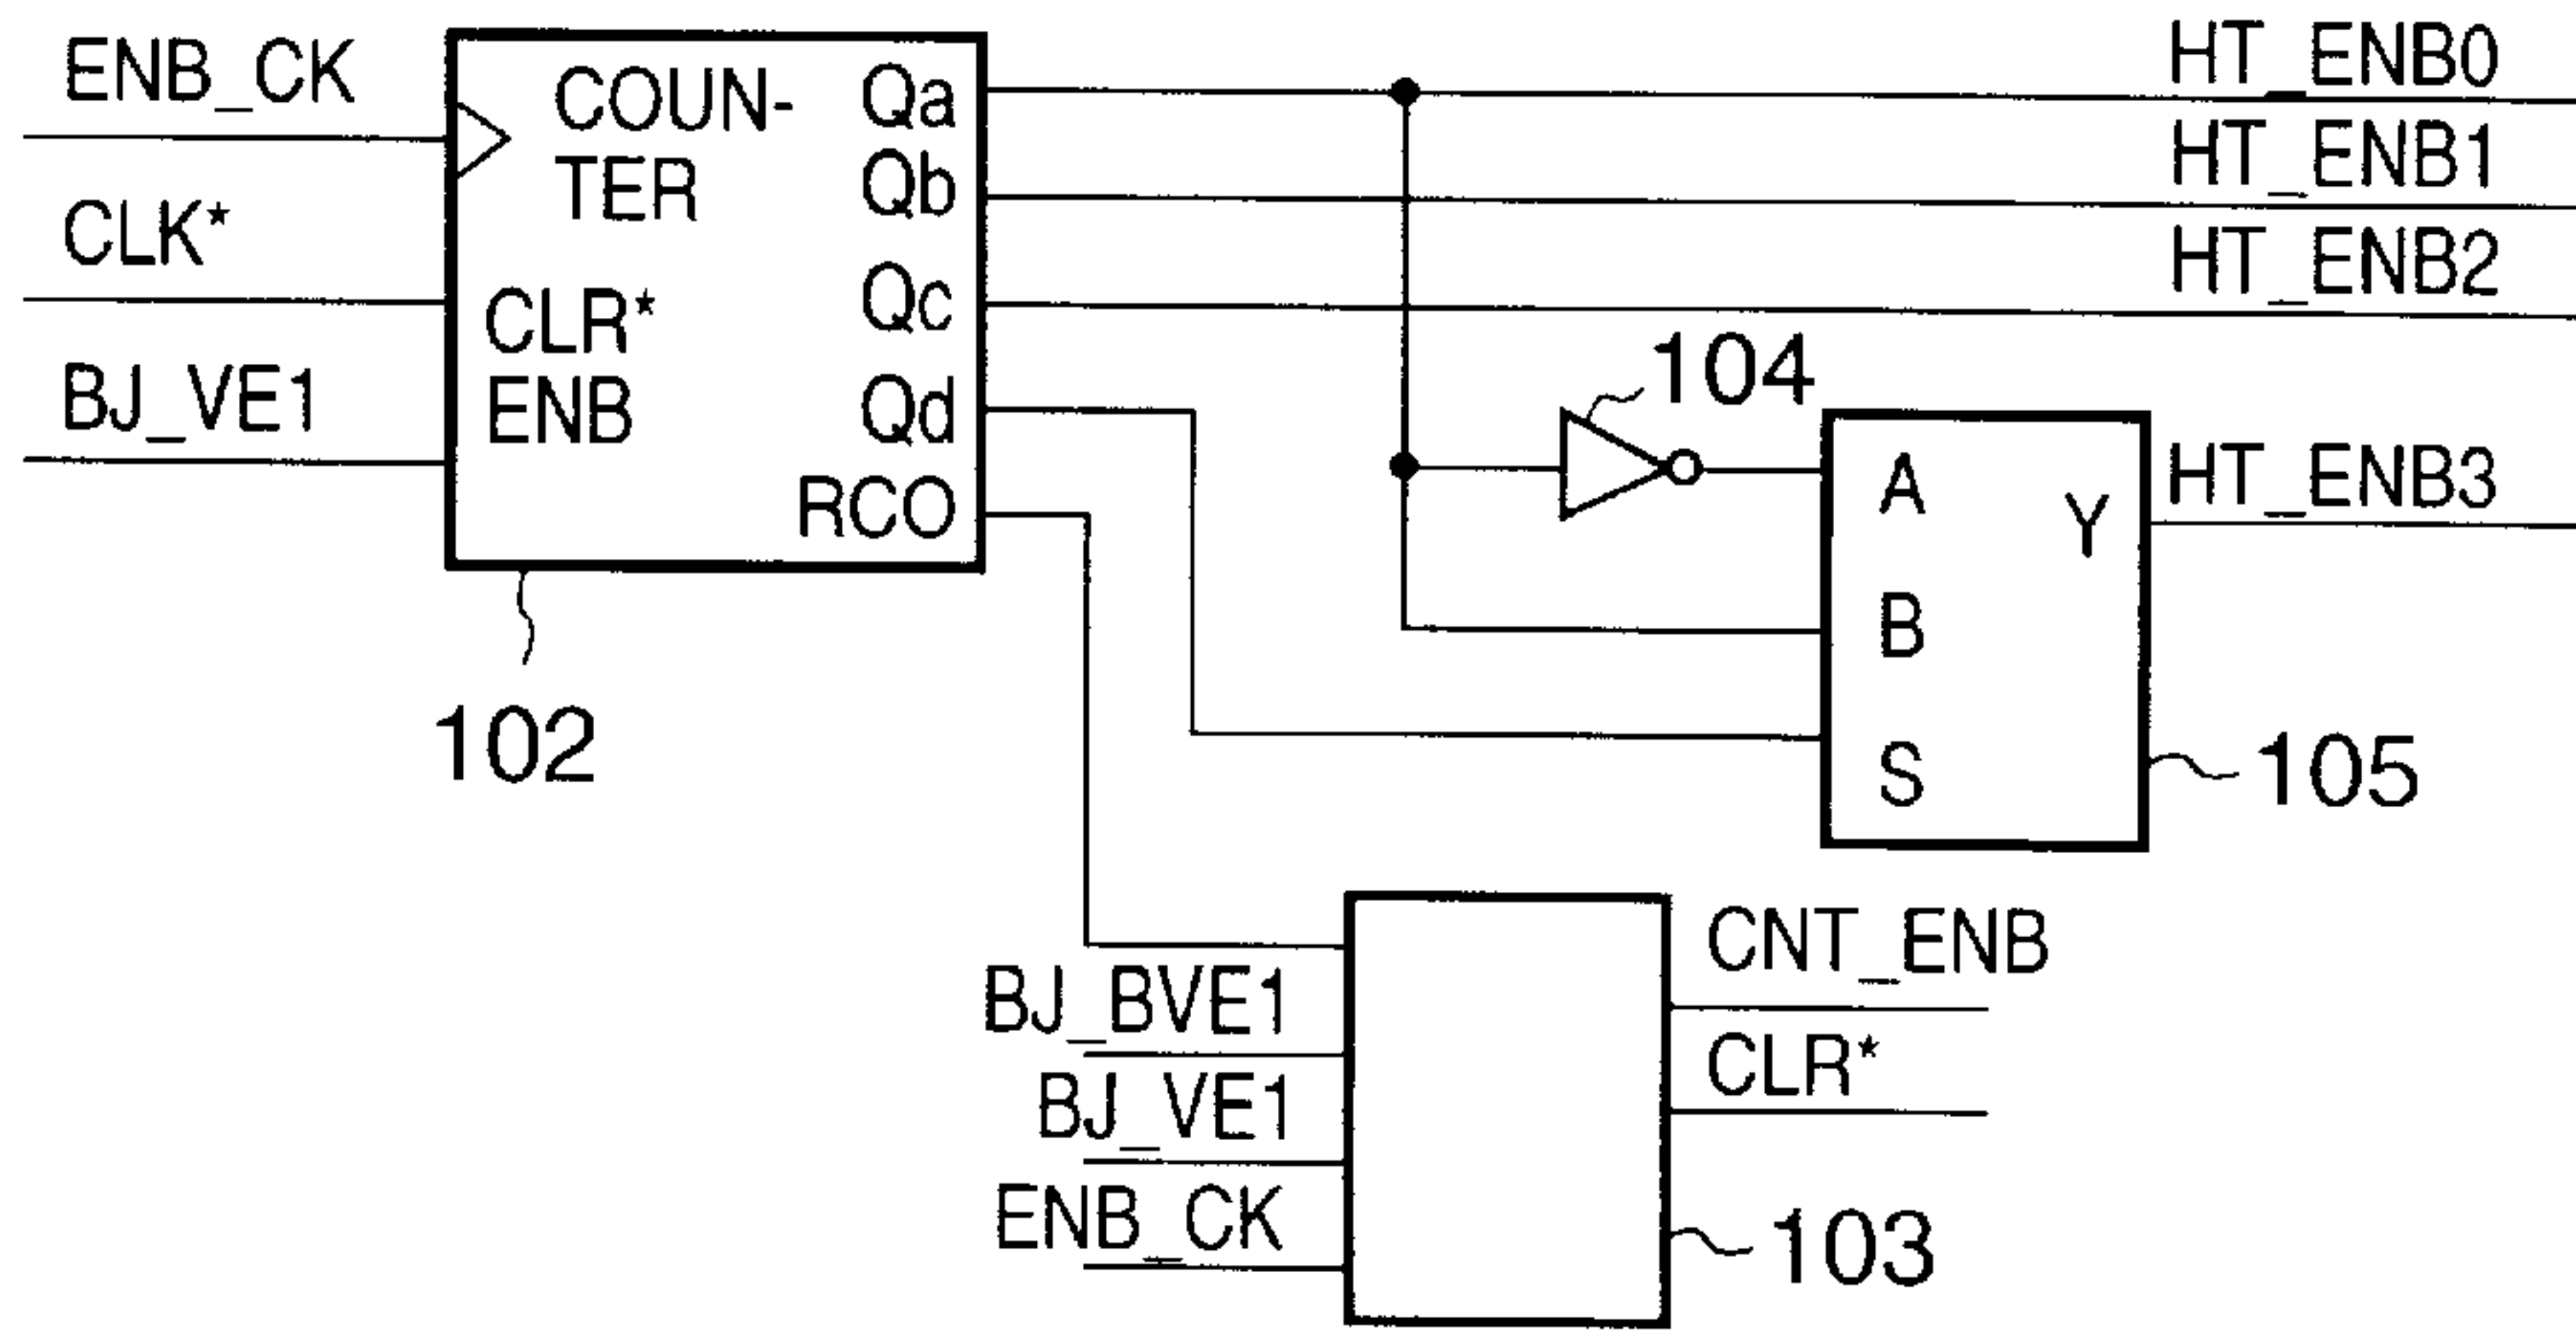 ENB_CK
CLK*
BJ_VE1
COUN-
TER
CLR*
ENB
Qa
Qb
Qc
Qd
RCO
102
HT_ENB0
HT_ENB1
HT_ENB2
104
A
B
S
Y
HT_ENB3
105
BJ_BVE1
BJ_VE1
ENB_CK
CNT_ENB
CLR*
103